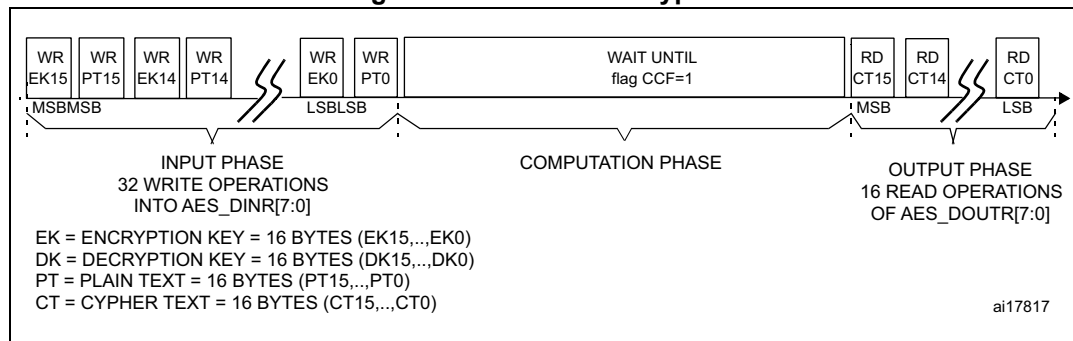 WR EK15 WR PT15 WR EK14 WR PT14 WR EK0 WR PT0 WAIT UNTIL flag CCF=1 RD CT15 RD CT14 RD CT0
MSBMSB LSBLSB MSB LSB
INPUT PHASE
32 WRITE OPERATIONS
INTO AES_DINR[7:0]
COMPUTATION PHASE
OUTPUT PHASE
16 READ OPERATIONS
OF AES_DOUTR[7:0]
EK = ENCRYPTION KEY = 16 BYTES (EK15,..,EK0)
DK = DECRYPTION KEY = 16 BYTES (DK15,..,DK0)
PT = PLAIN TEXT = 16 BYTES (PT15,..,PT0)
CT = CYPHER TEXT = 16 BYTES (CT15,..,CT0)
ai17817